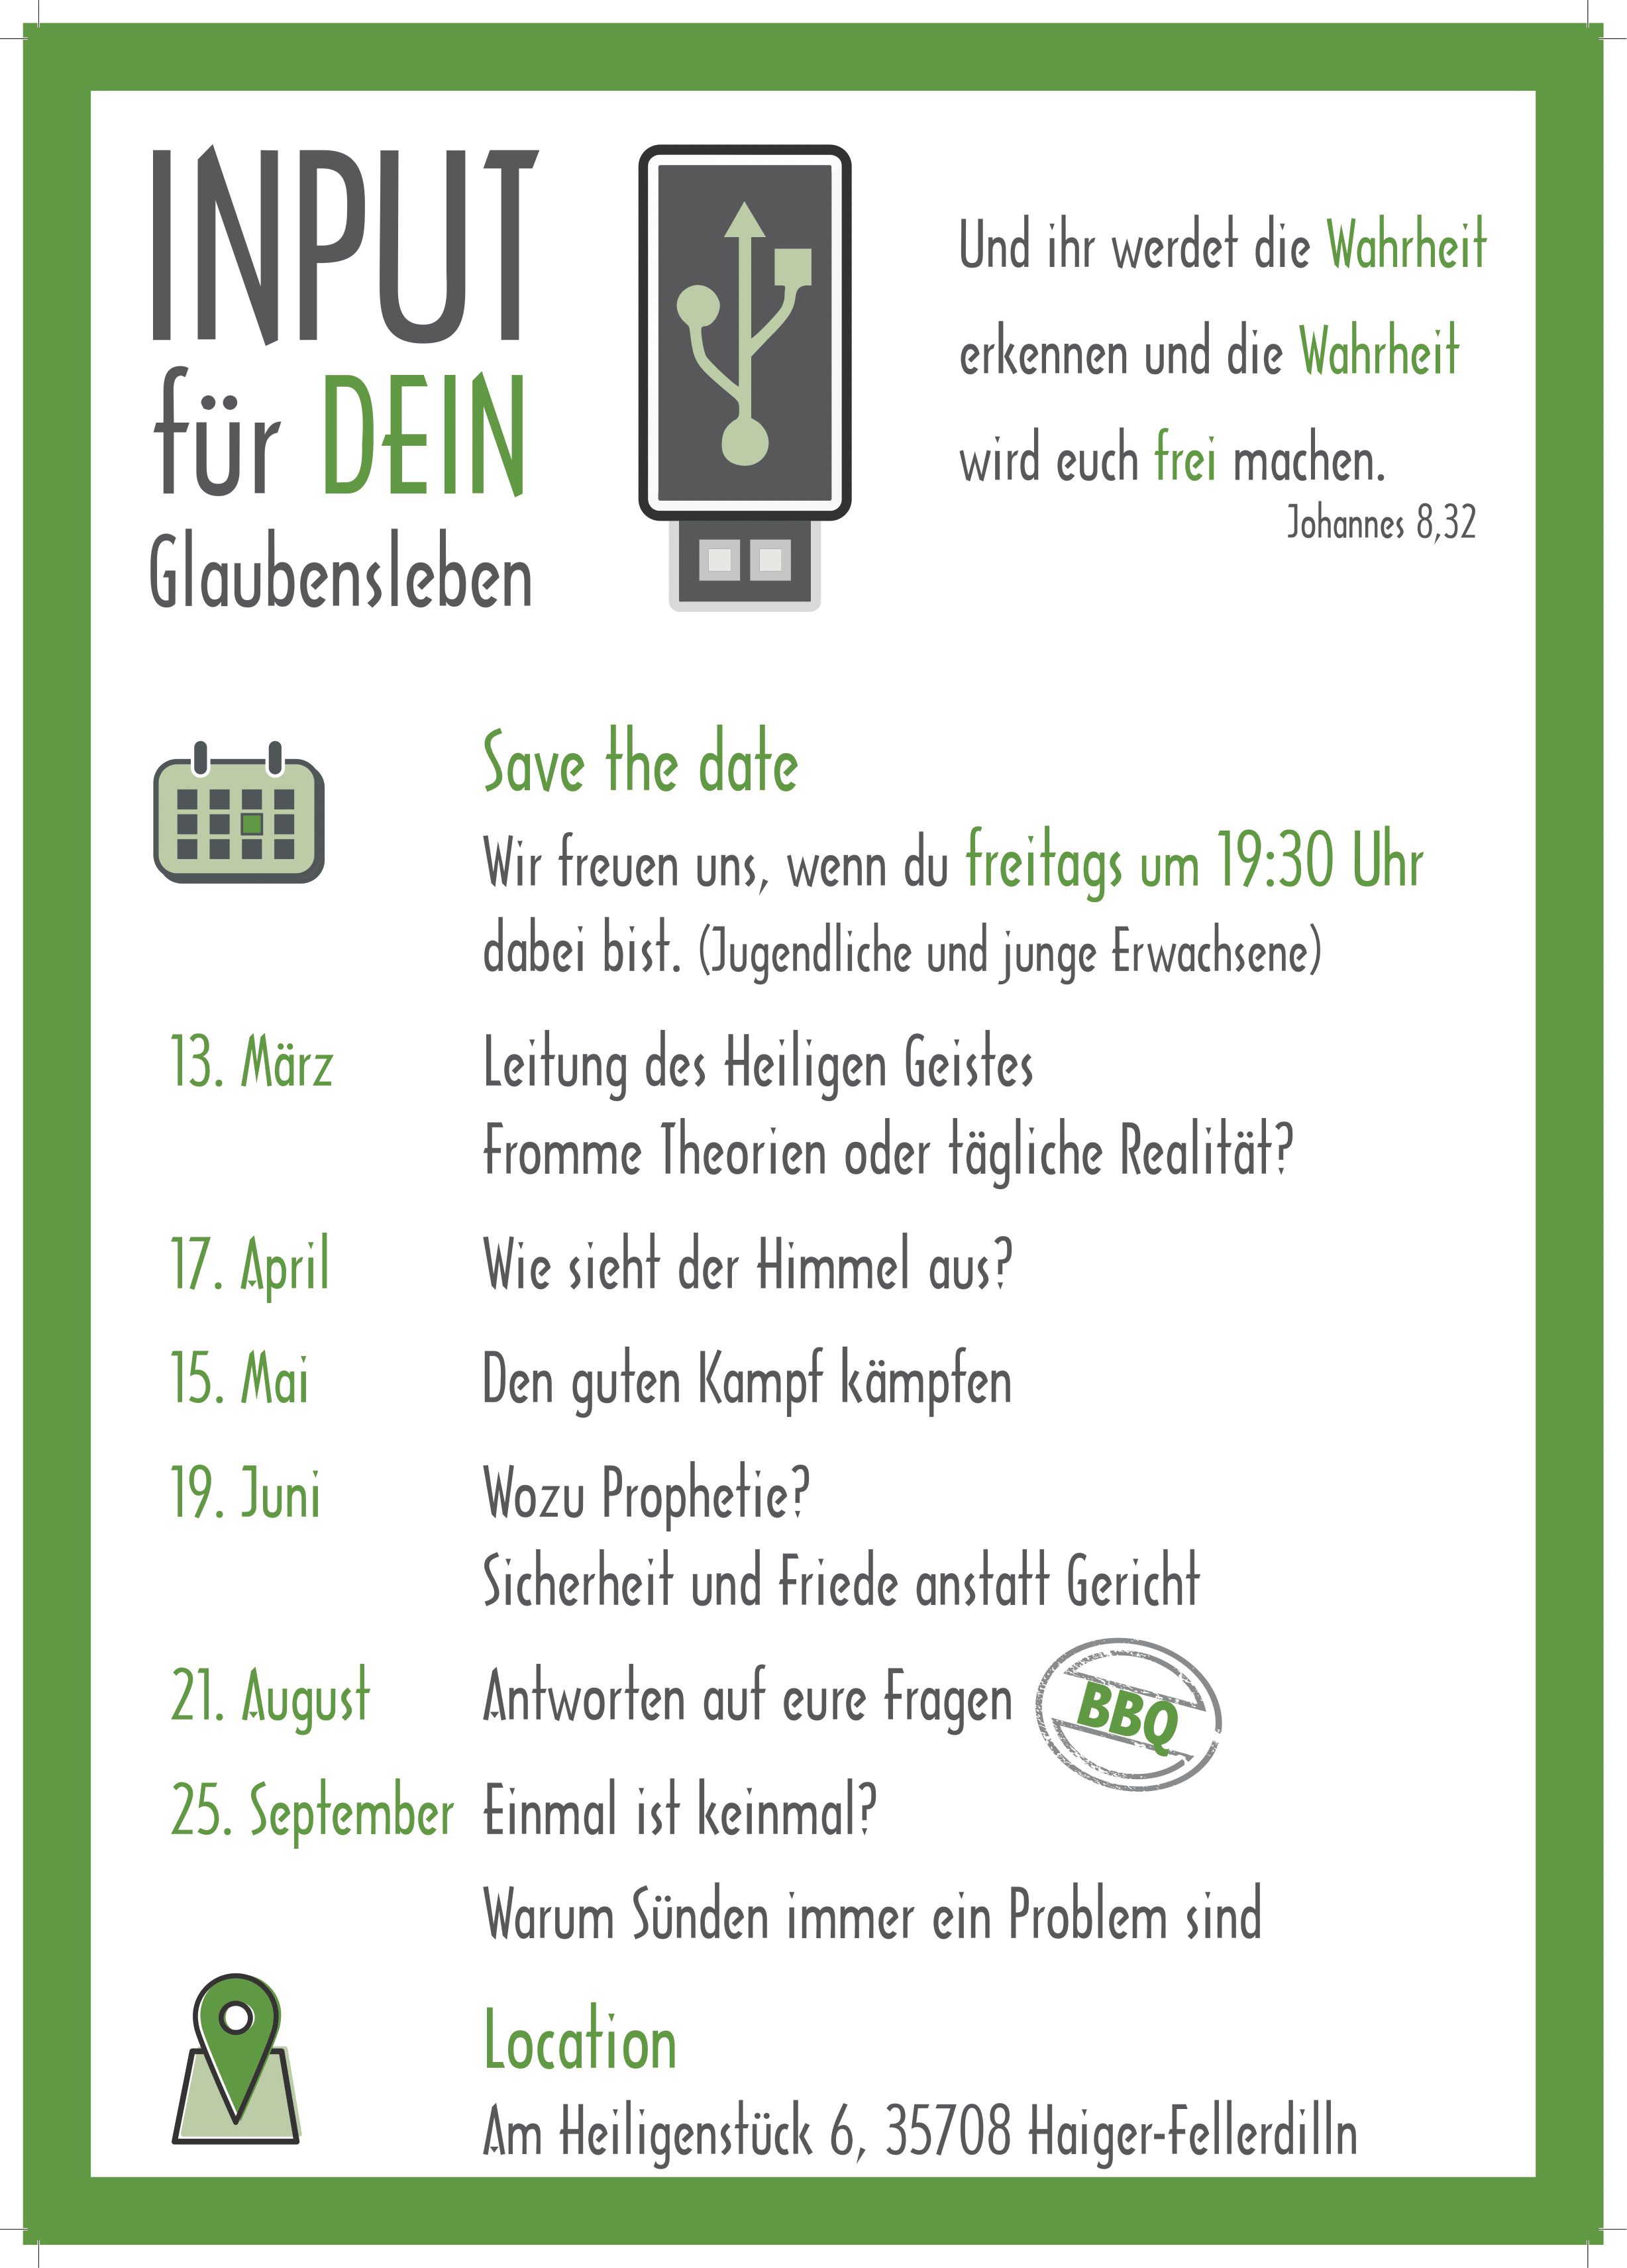 INPUT
für DEIN
Glaubensleben
Und ihr werdet die Wahrheit
erkennen und die Wahrheit
wird euch frei machen.
Johannes 8,32
Save the date
Wir freuen uns, wenn du freitags um 19:30 Uhr
dabei bist. (Jugendliche und junge Erwachsene)
13. März Leitung des Heiligen Geistes
Fromme Theorien oder tägliche Realität?
17. April Wie sieht der Himmel aus?
15. Mai Den guten Kampf kämpfen
19. Juni Wozu Prophetie?
Sicherheit und Friede anstatt Gericht
21. August Antworten auf eure Fragen BBQ
25. September Einmal ist keinmal?
Warum Sünden immer ein Problem sind
Location
Am Heiligenstück 6, 35708 Haiger-Fellerdilln